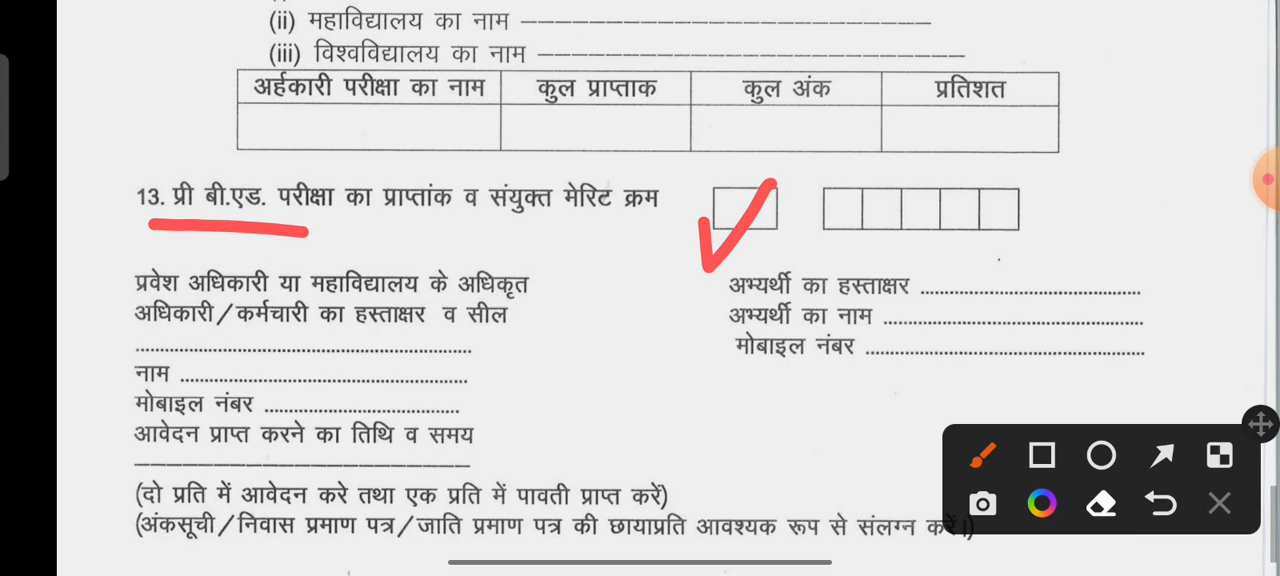 (ii) महाविद्यालय का नाम
(iii) विश्वविद्यालय का नाम
अर्हकारी परीक्षा का नाम कुल प्राप्ताक कुल अंक प्रतिशत
13. प्री बी.एड. परीक्षा का प्राप्तांक व संयुक्त मेरिट क्रम
प्रवेश अधिकारी या महाविद्यालय के अधिकृत
अधिकारी/कर्मचारी का हस्ताक्षर व सील
नाम
मोबाइल नंबर
आवेदन प्राप्त करने का तिथि व समय
अभ्यर्थी का हस्ताक्षर
अभ्यर्थी का नाम
मोबाइल नंबर
(दो प्रति में आवेदन करे तथा एक प्रति में पावती प्राप्त करें)
(अंकसूची/निवास प्रमाण पत्र/जाति प्रमाण पत्र की छायाप्रति आवश्यक रूप से संलग्न करें।)